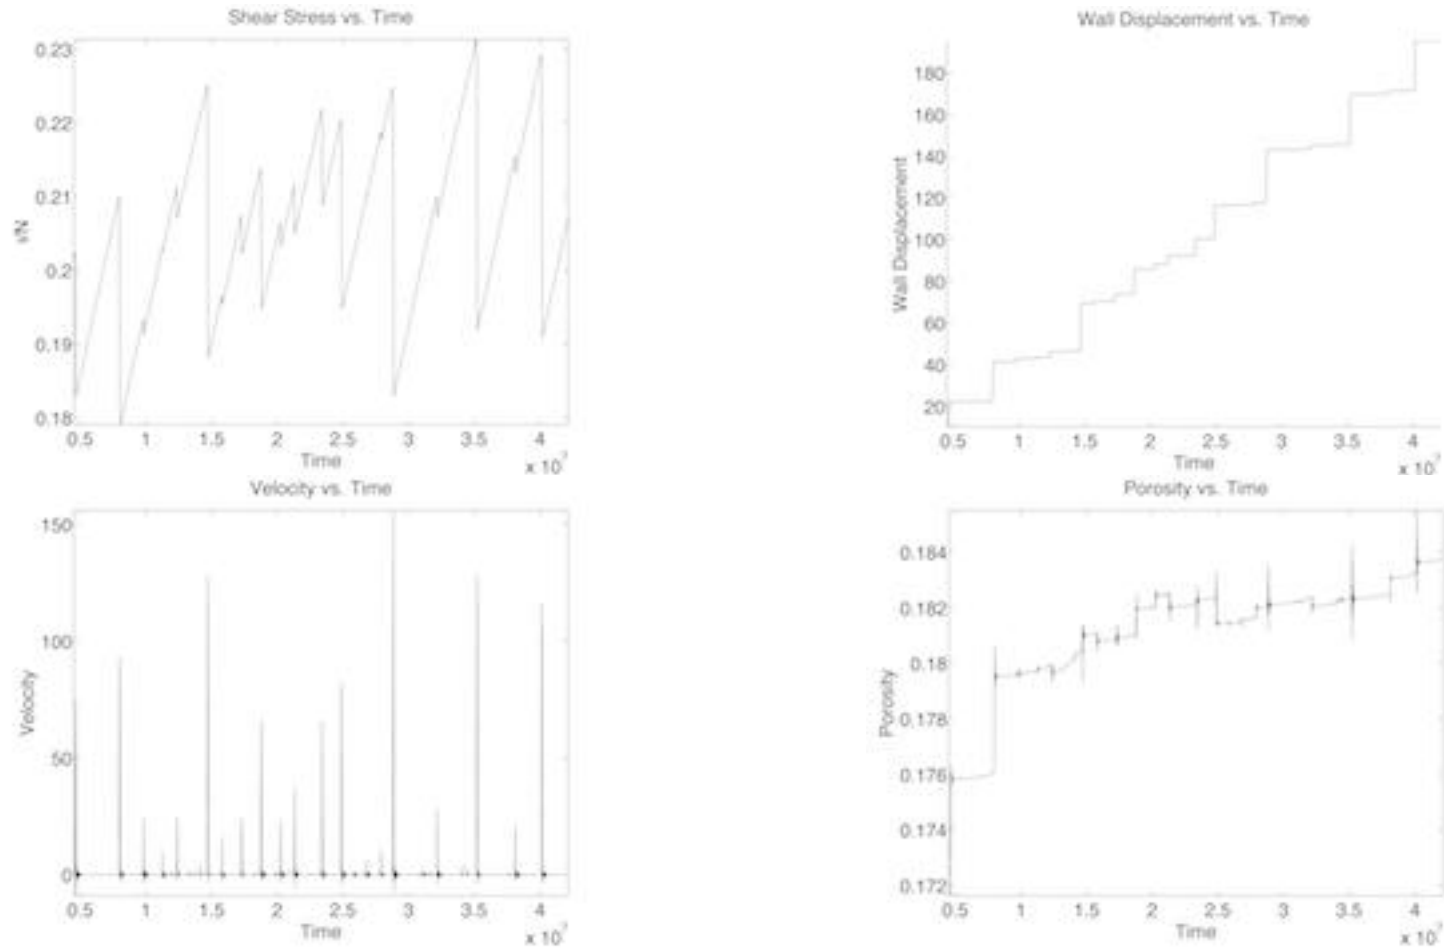 Shear Stress vs. Time
0.23
0.22
0.21
0.2
0.19
0.18
0.5 1 1.5 2 2.5 3 3.5 4
Time
x 10
Wall Displacement vs. Time
Wall Displacement
180
160
140
120
100
80
60
40
20
0.5 1 1.5 2 2.5 3 3.5 4
Time
x 10
Velocity vs. Time
Velocity
150
100
50
0
0.5 1 1.5 2 2.5 3 3.5 4
Time
x 10
Porosity vs. Time
Porosity
0.184
0.182
0.18
0.178
0.176
0.174
0.172
0.5 1 1.5 2 2.5 3 3.5 4
Time
x 10